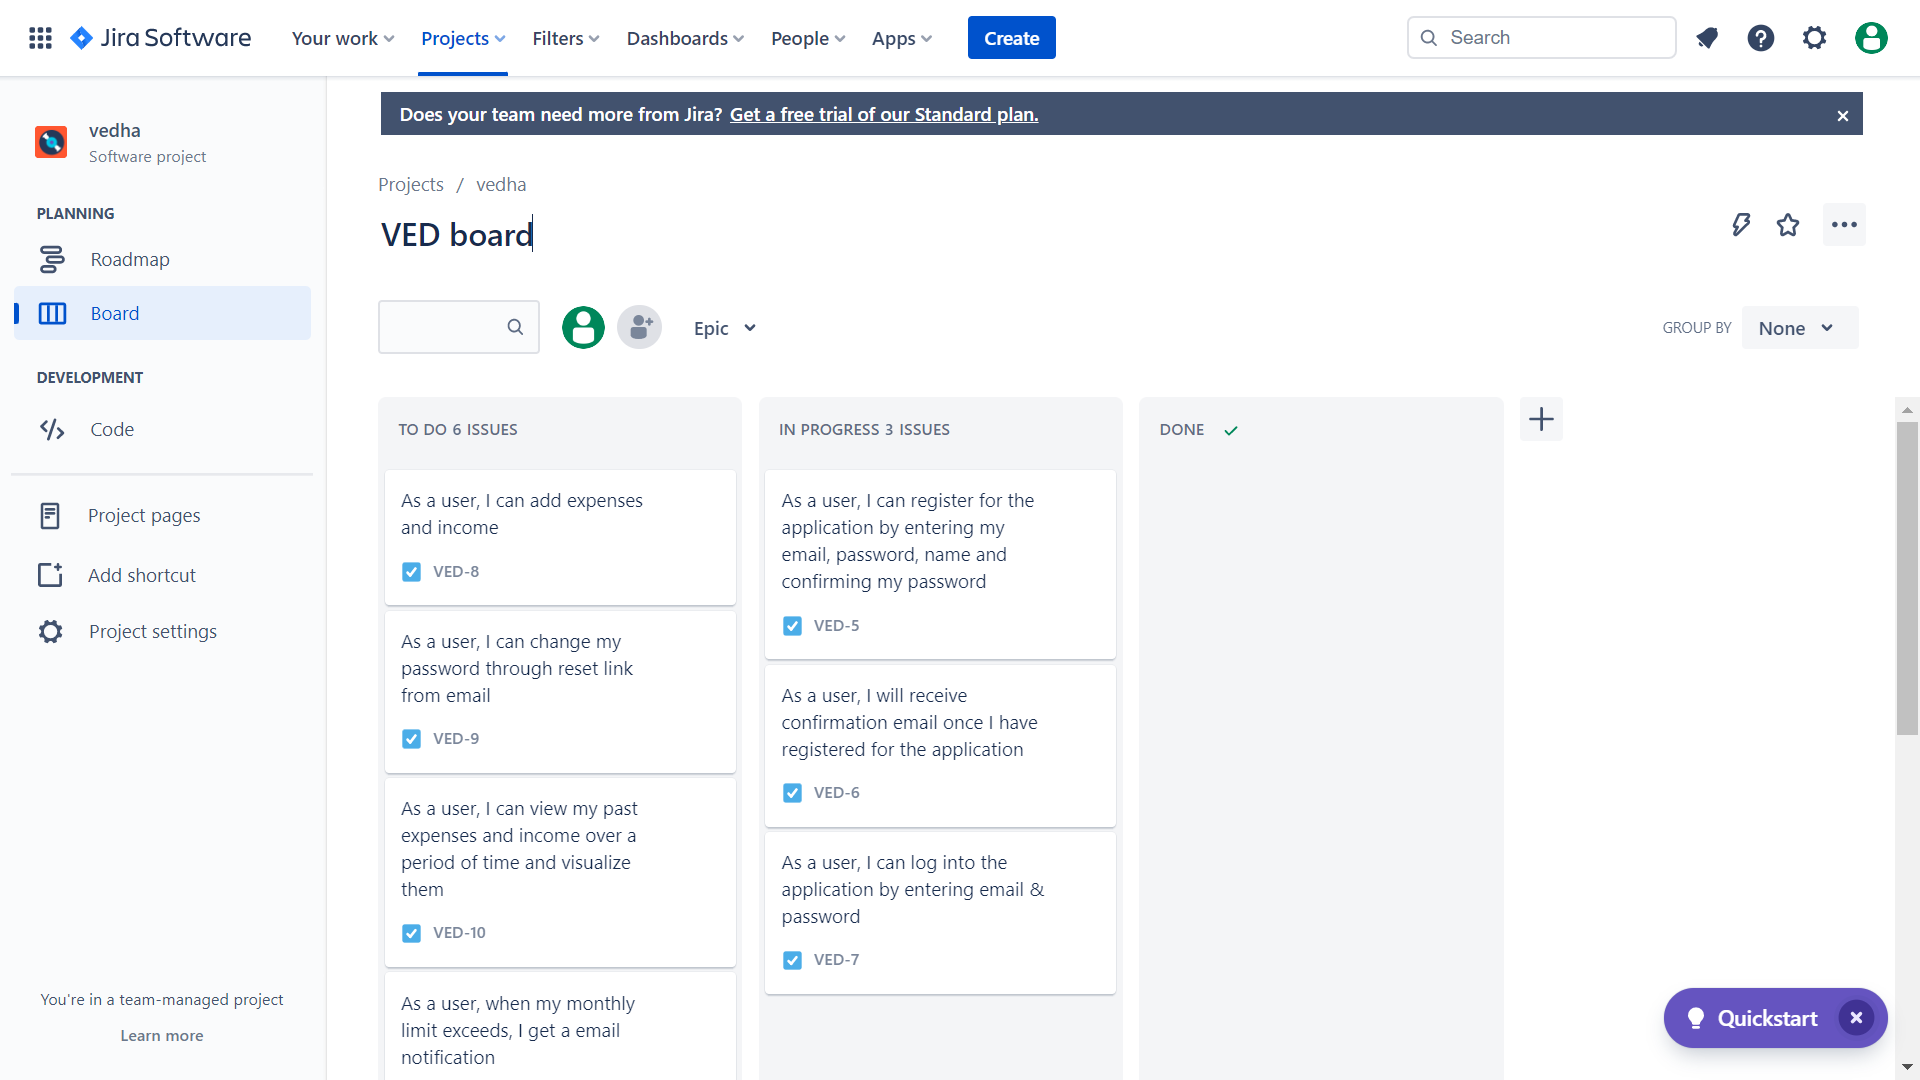 Jira Software
Your work
Projects
Filters
Dashboards
People
Apps
Create
Search
vedha
Software project
PLANNING
Roadmap
Board
DEVELOPMENT
Code
Project pages
Add shortcut
Project settings
You're in a team-managed project
Learn more
Does your team need more from Jira? Get a free trial of our Standard plan.
Projects / vedha
VED board
Epic
GROUP BY
None
TO DO 6 ISSUES
As a user, I can add expenses
and income
VED-8
As a user, I can change my
password through reset link
from email
VED-9
As a user, I can view my past
expenses and income over a
period of time and visualize
them
VED-10
As a user, when my monthly
limit exceeds, I get a email
notification
IN PROGRESS 3 ISSUES
As a user, I can register for the
application by entering my
email, password, name and
confirming my password
VED-5
As a user, I will receive
confirmation email once I have
registered for the application
VED-6
As a user, I can log into the
application by entering email &
password
VED-7
DONE
Quickstart